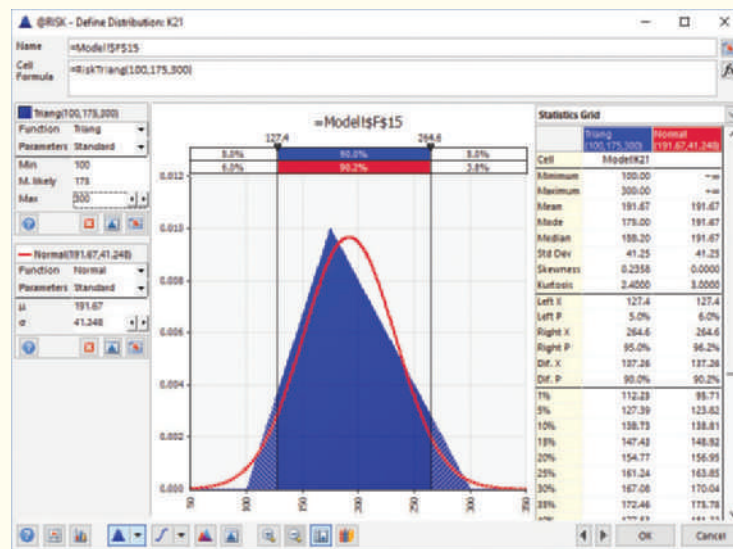 @RISK - Define Distribution: K21
Name =Model!$F$15
Cell Formula =RiskTriang(100,175,300)
Triang(100,175,300)
Function Triang
Parameters Standard
Min 100
M. likely 175
Max 300
Normal(191.67,41.248)
Function Normal
Parameters Standard
μ 191.67
σ 41.248
=Model!$F$15
127.4 264.6
5.0% 90.0% 5.0%
6.0% 90.2% 3.8%
0.012
0.010
0.008
0.006
0.004
0.002
0.000
50 100 150 200 250 300 350
Statistics Grid
Triang (100,175,300) Normal (191.67,41.248)
Cell Model!K21
Minimum 100.00 -∞
Maximum 300.00 +∞
Mean 191.67 191.67
Mode 175.00 191.67
Median 191.67
Std Dev 41.25 41.25
Skewness 0.2358 0.0000
Kurtosis 2.4000 3.0000
Left X 127.4 127.4
Left P 5.0% 6.0%
Right X 264.6 264.6
Right P 95.0% 96.2%
Dif. X 137.26 137.26
Dif. P 90.0% 90.2%
1% 112.25 95.71
5% 127.39 123.82
10% 138.73 138.81
15% 147.43 148.92
20% 154.77 156.95
25% 161.24 163.85
30% 167.08 170.04
35% 172.46 175.78
OK Cancel